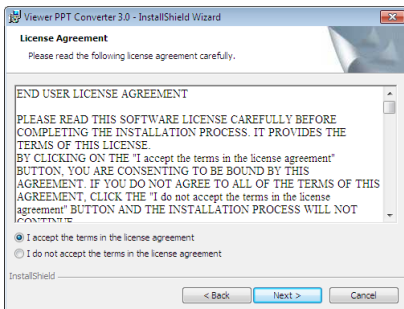 Viewer PPT Converter 3.0 - InstallShield Wizard
License Agreement
Please read the following license agreement carefully.
END USER LICENSE AGREEMENT
PLEASE READ THIS SOFTWARE LICENSE CAREFULLY BEFORE
COMPLETING THE INSTALLATION PROCESS. IT PROVIDES THE
TERMS OF THIS LICENSE.
BY CLICKING ON THE "I accept the terms in the license agreement"
BUTTON, YOU ARE CONSENTING TO BE BOUND BY THIS
AGREEMENT. IF YOU DO NOT AGREE TO ALL OF THE TERMS OF THIS
AGREEMENT, CLICK THE "I do not accept the terms in the license
agreement" BUTTON AND THE INSTALLATION PROCESS WILL NOT
CONTINUE
I accept the terms in the license agreement
I do not accept the terms in the license agreement
InstallShield
< Back Next > Cancel